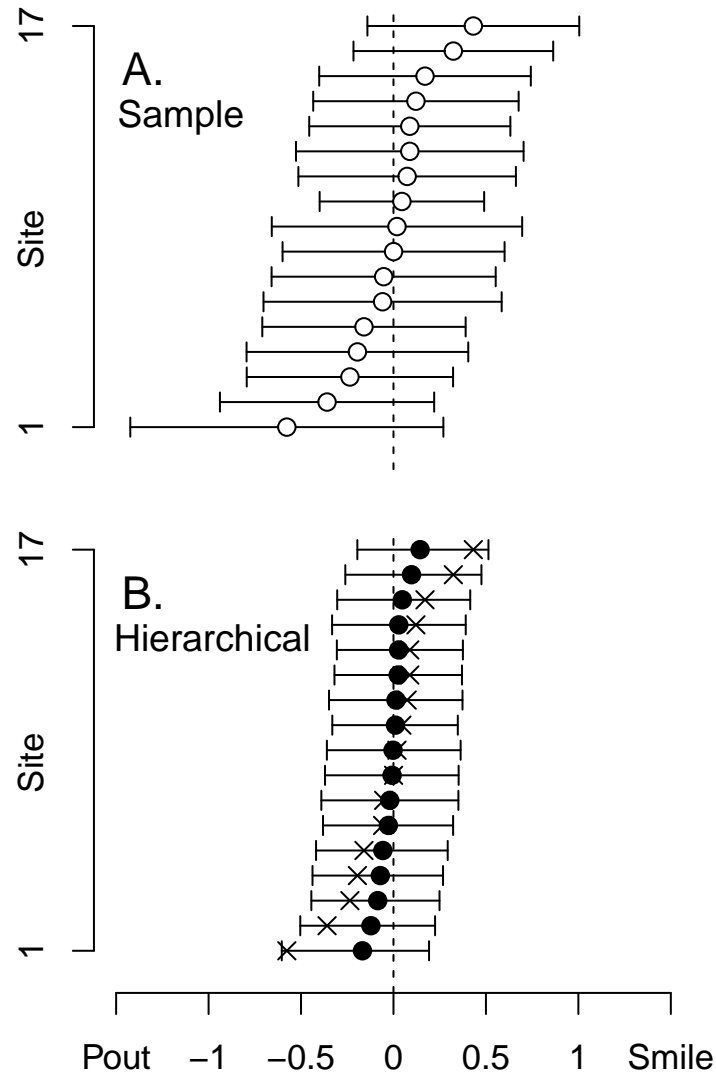 17
A.
Sample
Site
1
17
B.
Hierarchical
Site
1
Pout −1 −0.5 0 0.5 1 Smile